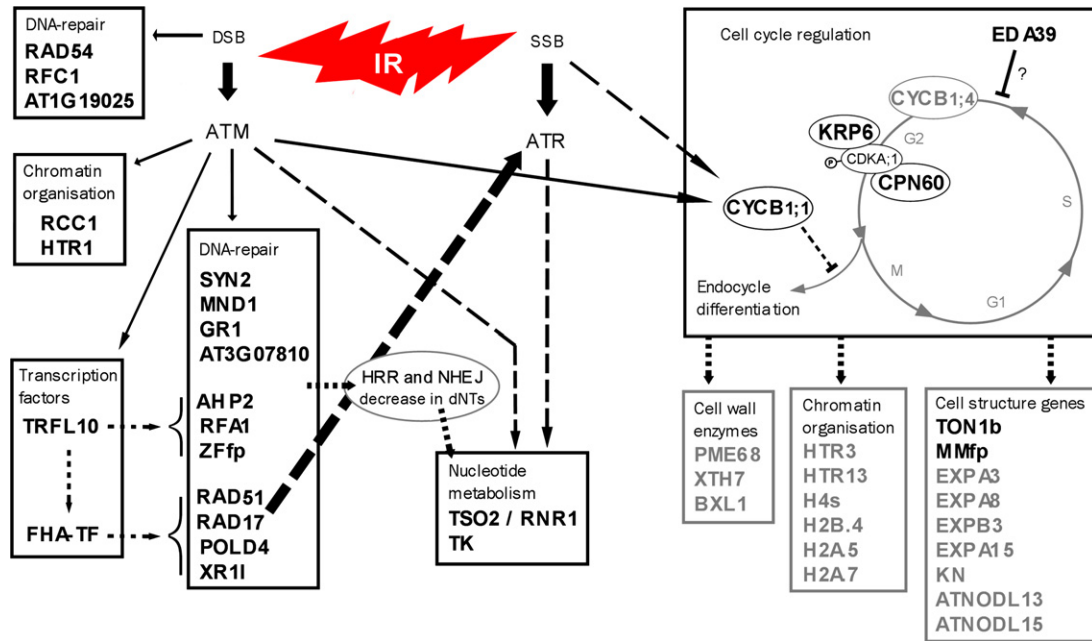 DNA-repair
RAD54
RFC1
AT1G19025
DSB
IR
SSB
ATM
ATR
Chromatin
organisation
RCC1
HTR1
DNA-repair
SYN2
MND1
GR1
AT3G07810
AHP2
RFA1
ZFfp
RAD51
RAD17
POLD4
XR1I
Transcription
factors
TRFL10
FHA-TF
HRR and NHEJ
decrease in dNTs
Nucleotide
metabolism
TSO2 / RNR1
TK
Cell cycle regulation
EDA39
?
CYCB1;4
G2
KRP6
P
CDKA;1
CPN60
CYCB1;1
S
M
G1
Endocycle
differentiation
Cell wall
enzymes
PME68
XTH7
BXL1
Chromatin
organisation
HTR3
HTR13
H4s
H2B.4
H2A.5
H2A.7
Cell structure genes
TON1b
MMfp
EXPA3
EXPA8
EXPB3
EXPA15
KN
ATNODL13
ATNODL15